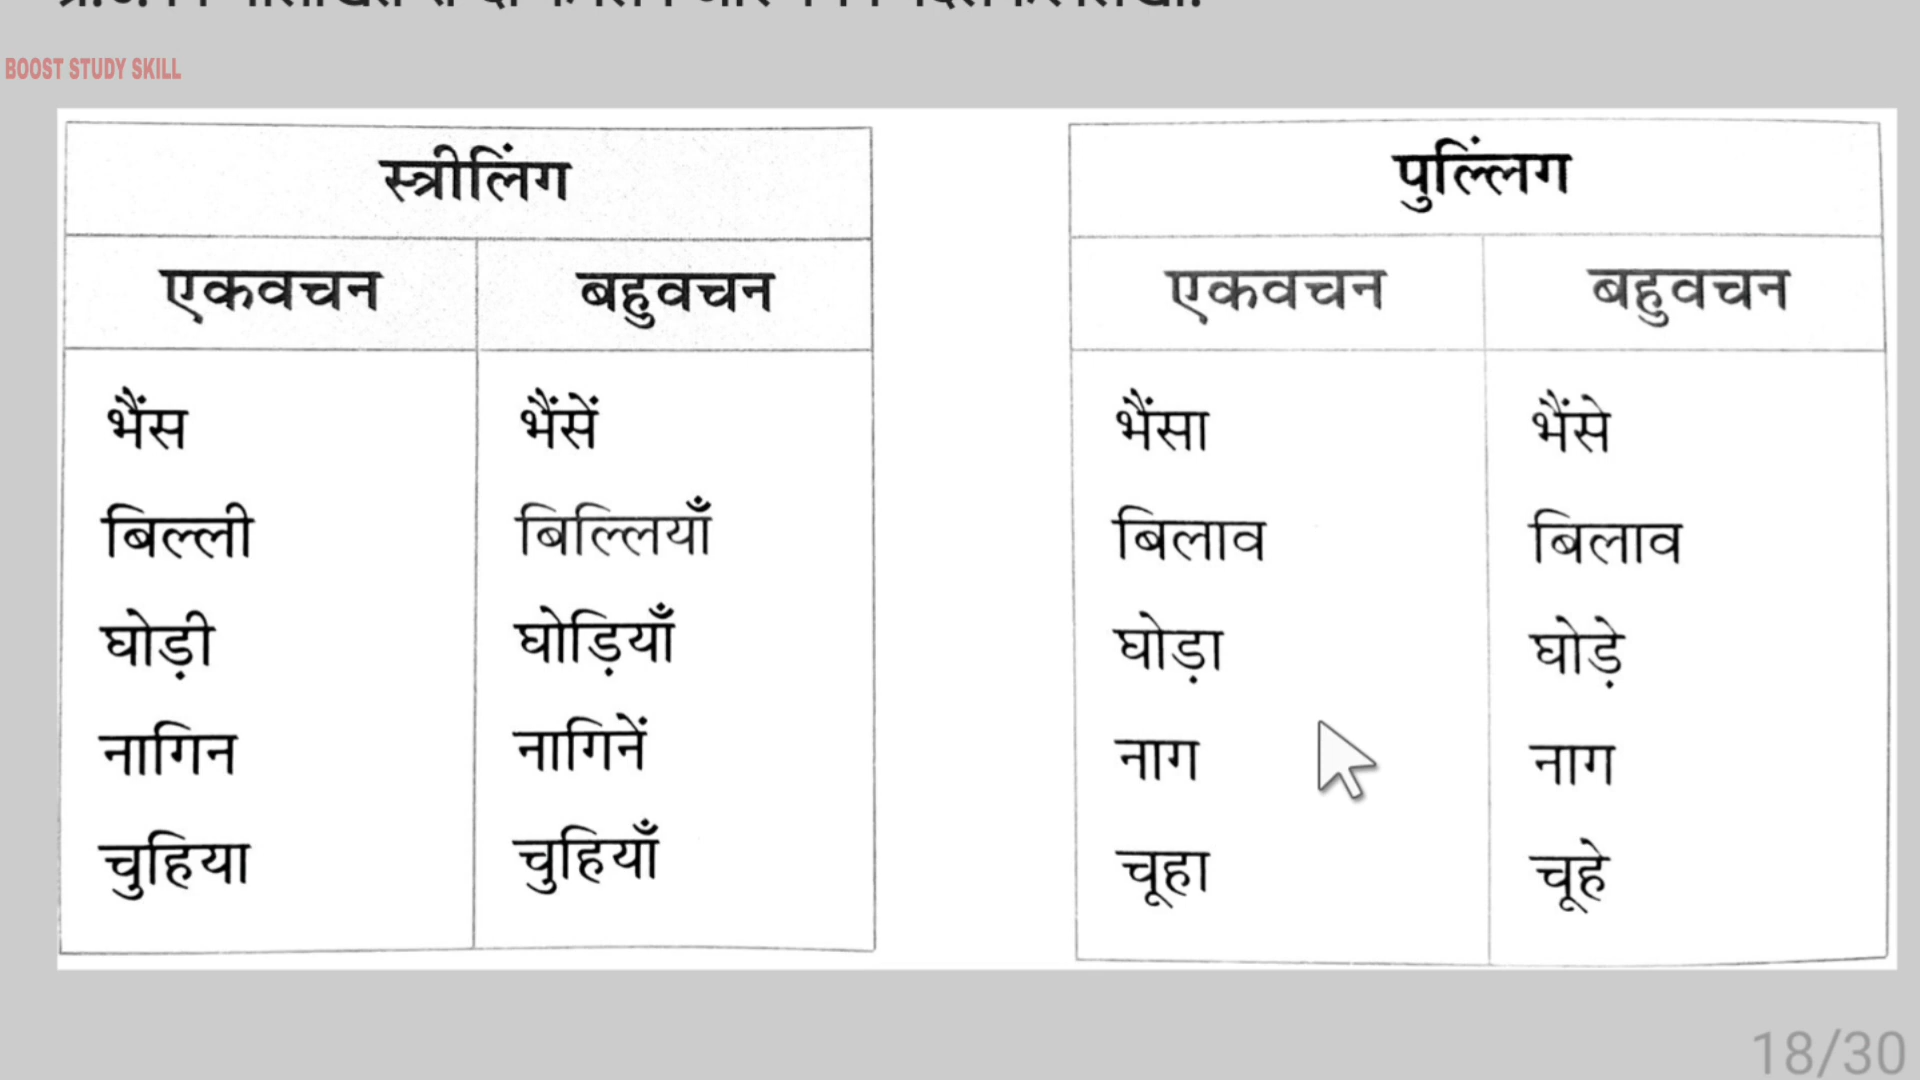 BOOST STUDY SKILL
स्त्रीलिंग
एकवचन बहुवचन
भैंस भैंसें
बिल्ली बिल्लियाँ
घोड़ी घोड़ियाँ
नागिन नागिनें
चुहिया चुहियाँ
पुल्लिंग
एकवचन बहुवचन
भैंसा भैंसे
बिलाव बिलाव
घोड़ा घोड़े
नाग नाग
चूहा चूहे
18/30